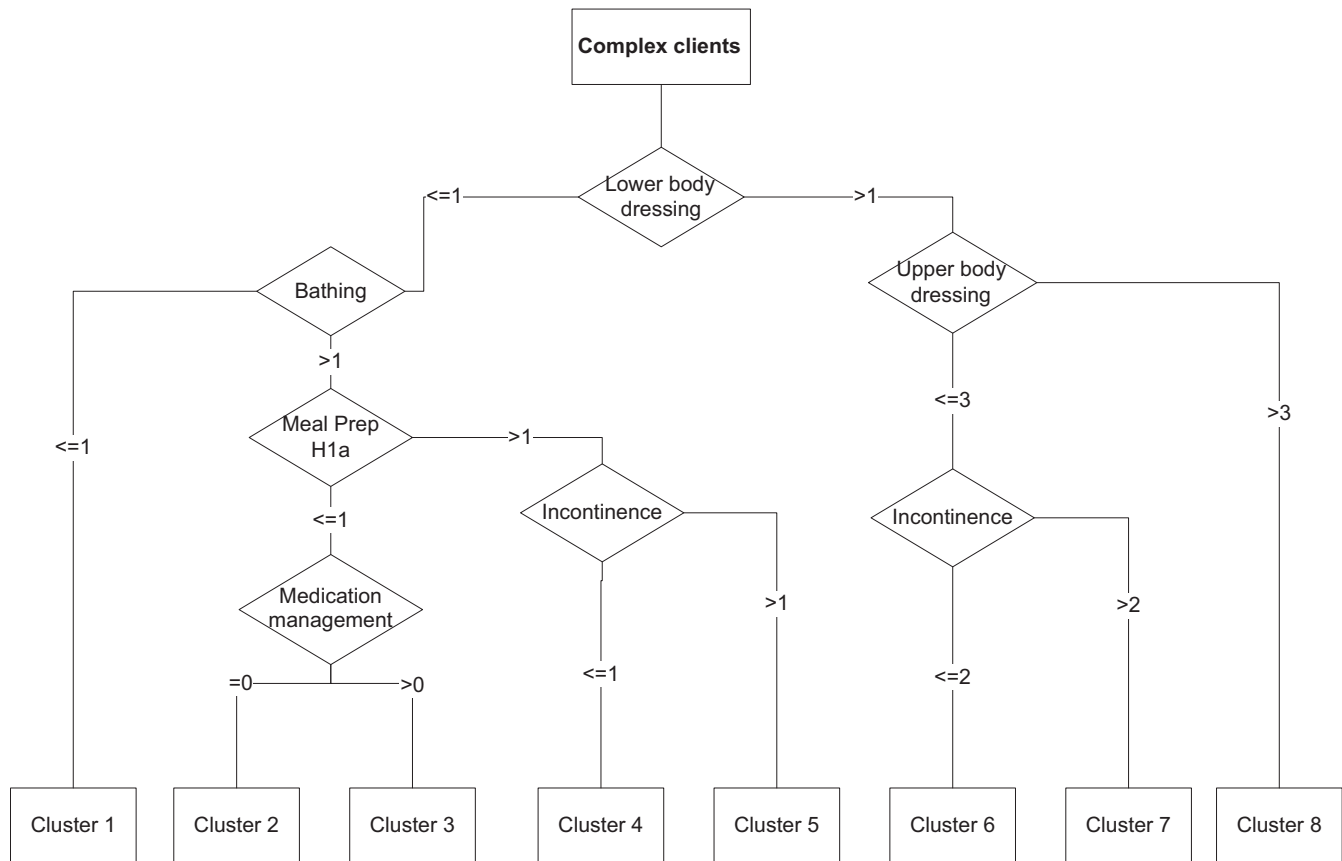 Complex clients
Lower body
dressing
<=1
>1
Bathing
Upper body
dressing
>1
<=1
Meal Prep
H1a
>1
<=3
>3
<=1
Incontinence
Incontinence
Medication
management
>1
>2
<=1
<=2
=0
>0
Cluster 1
Cluster 2
Cluster 3
Cluster 4
Cluster 5
Cluster 6
Cluster 7
Cluster 8